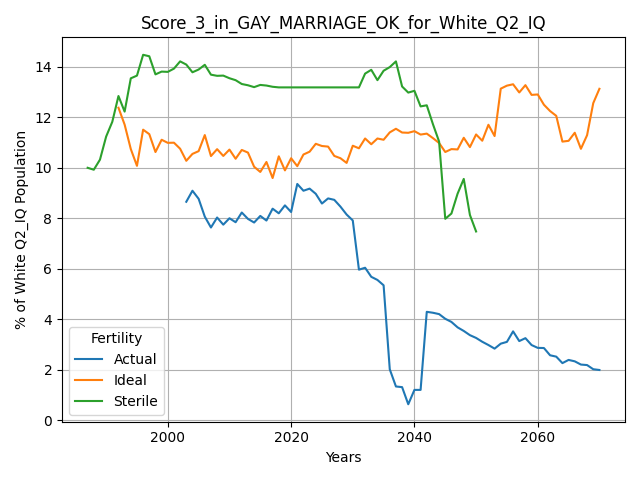 Score_3_in_GAY_MARRIAGE_OK_for_White_Q2_IQ
% of White Q2_IQ Population
14
12
10
8
6
4
2
0
Fertility
Actual
Ideal
Sterile
2000
2020
2040
2060
Years